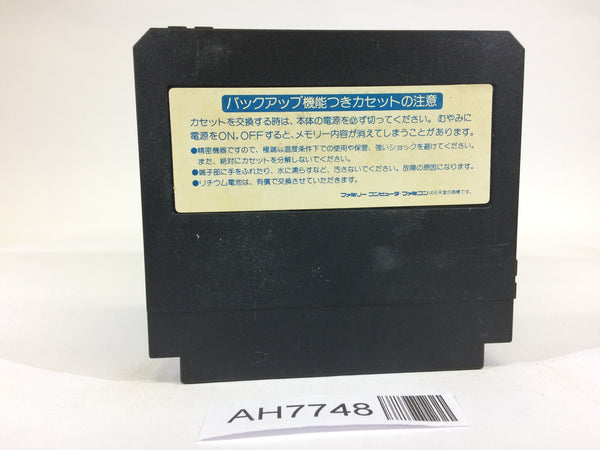 バックアップ機能つきカセットの注意
カセットを交換する時は、本体の電源を必ず切ってください。むやみに
電源をON,OFFすると、メモリー内容が消えてしまうことがあります。
●精密機器ですので、極端な温度条件下での使用や保管、強いショックを避けてください。
また、絶対にカセットを分解しないでください。
●端子部に手をふれたり、水に濡らすなど、汚さないでください。故障の原因になります。
●リチウム電池は、有償で交換させていただきます。
ファミリーコンピュータ・ファミコンは任天堂の商標です。
AH7748